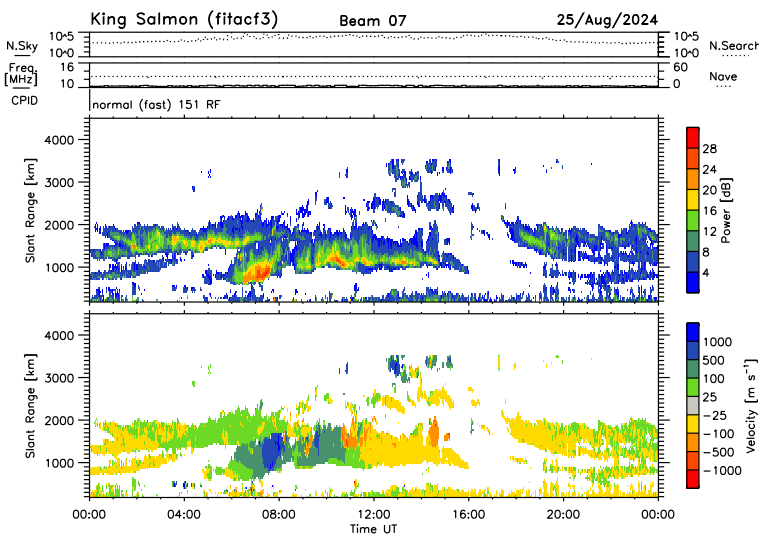 King Salmon (fitacf3) Beam 07 25/Aug/2024
N.Sky 10^5 10^5 N.Search
10^0 10^0
Freq. 16 60
[MHz] 10 0 Nave
CPID normal (fast) 151 RF
4000
3000
2000
1000
Slant Range [km]
28
24
20
16
12
8
4
Power [dB]
4000
3000
2000
1000
Slant Range [km]
1000
500
100
25
-25
-100
-500
-1000
Velocity [m s⁻¹]
00:00 04:00 08:00 12:00 16:00 20:00 00:00
Time UT